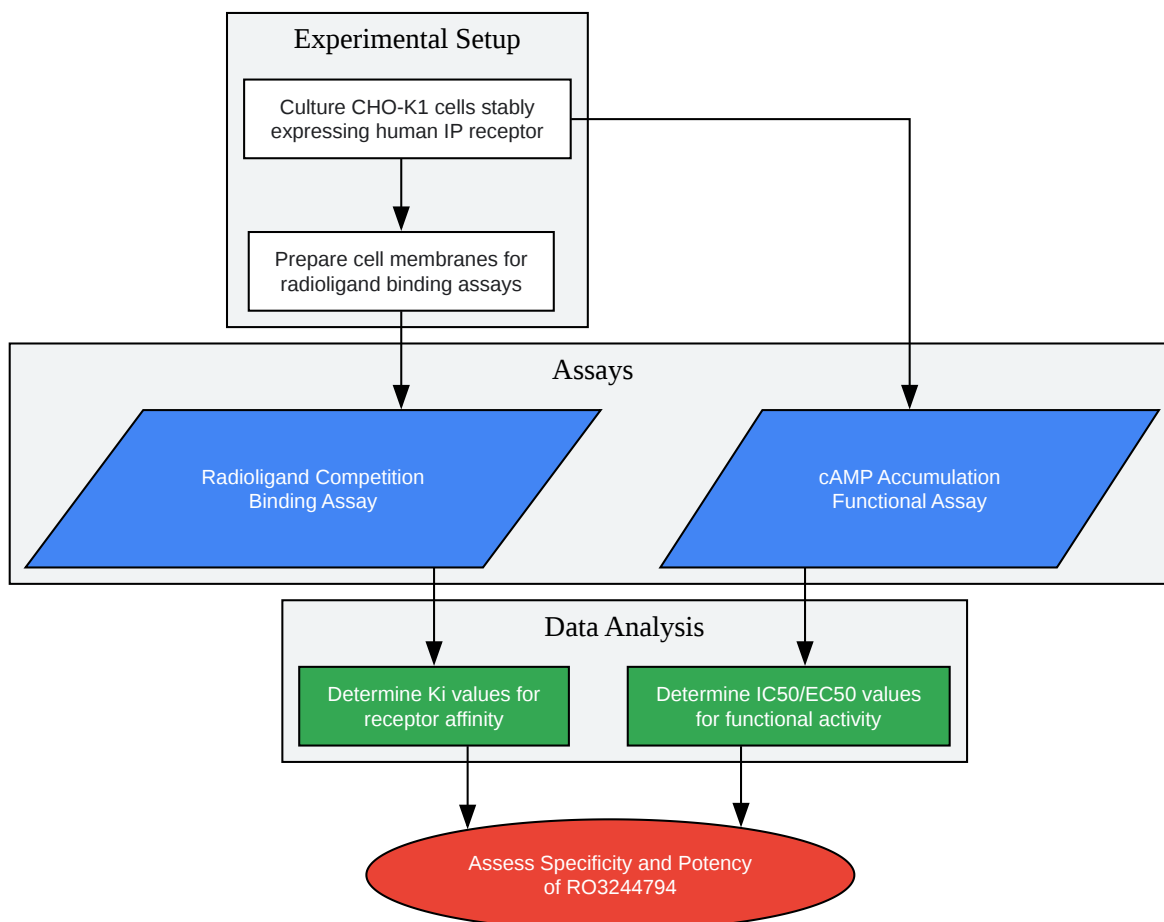 Experimental Setup
Culture CHO-K1 cells stably
expressing human IP receptor
Prepare cell membranes for
radioligand binding assays
Assays
Radioligand Competition
Binding Assay
cAMP Accumulation
Functional Assay
Data Analysis
Determine Ki values for
receptor affinity
Determine IC50/EC50 values
for functional activity
Assess Specificity and Potency
of RO3244794